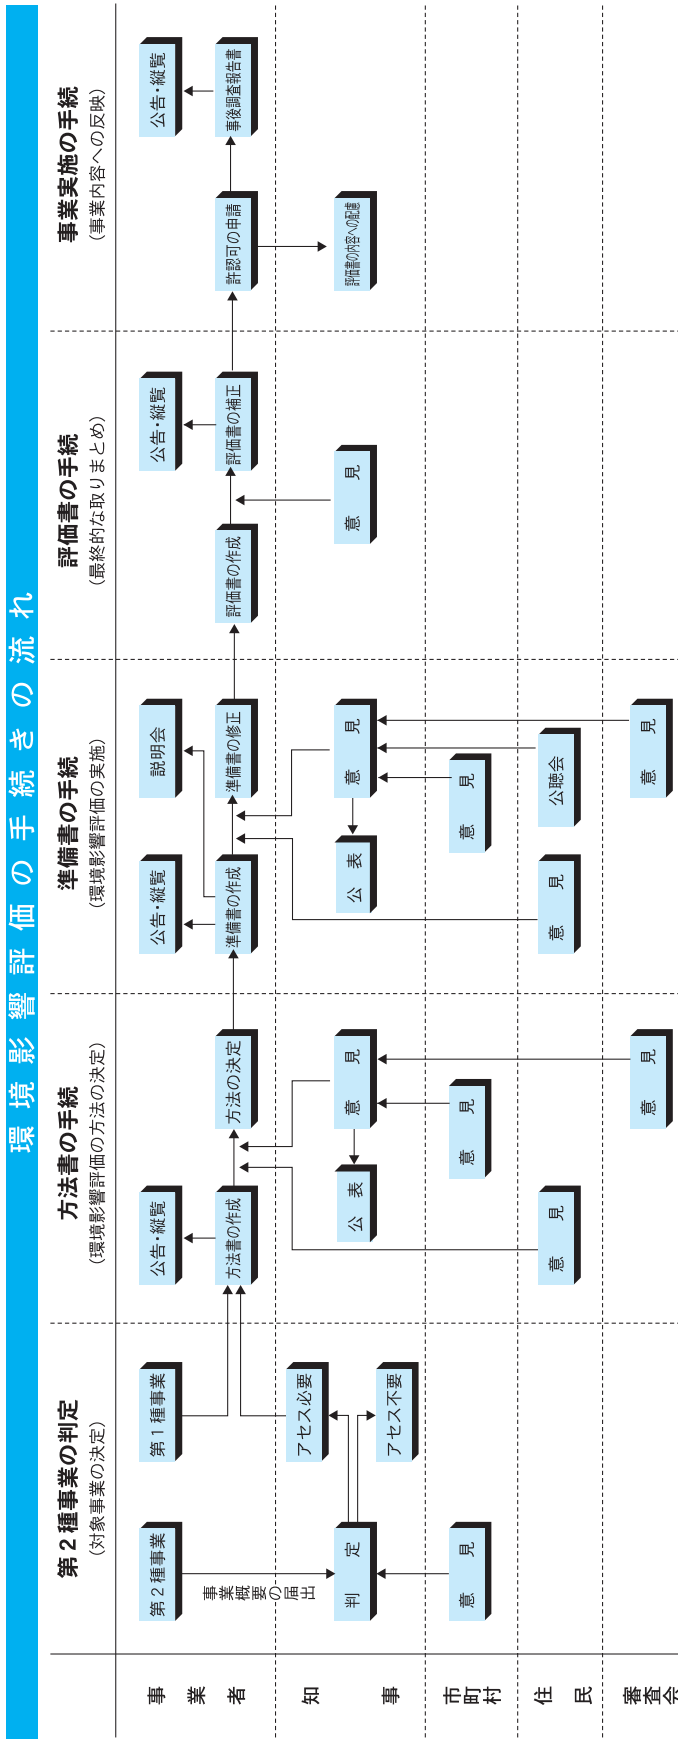 環境影響評価の手続きの流れ
第2種事業の判定
(対象事業の決定)
方法書の手続
(環境影響評価の方法の決定)
準備書の手続
(環境影響評価の実施)
評価書の手続
(最終的な取りまとめ)
事業実施の手続
(事業内容への反映)
事業者
第2種事業
第1種事業
事業概要の届出
公告・縦覧
方法書の作成
方法の決定
公告・縦覧
説明会
準備書の作成
準備書の修正
公告・縦覧
評価書の作成
評価書の補正
公告・縦覧
許認可の申請
事後調査報告書
知事
判定
アセス必要
アセス不要
公表
意見
公表
意見
意見
評価書の内容への配慮
市町村
意見
意見
意見
住民
意見
意見
公聴会
審査会
意見
意見